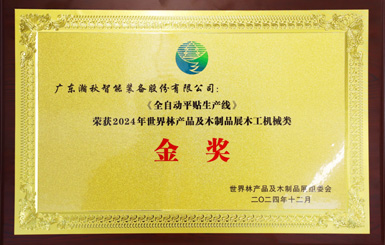 广东瀚秋智能装备股份有限公司：
《全自动平贴生产线》
荣获2024年世界林产品及木制品展木工机械类
金奖
世界林产品及木制品展组委会
二〇二四年十二月